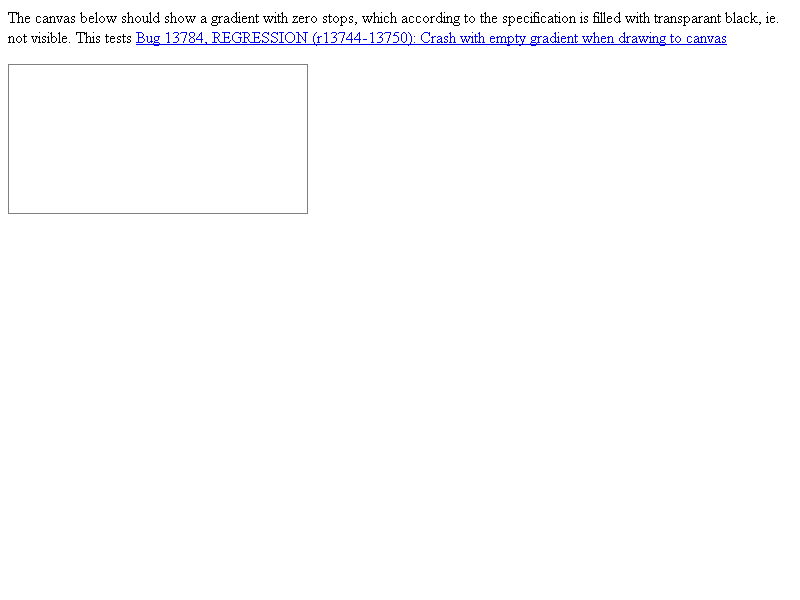 The canvas below should show a gradient with zero stops, which according to the specification is filled with transparant black, ie.
not visible. This tests Bug 13784, REGRESSION (r13744-13750): Crash with empty gradient when drawing to canvas